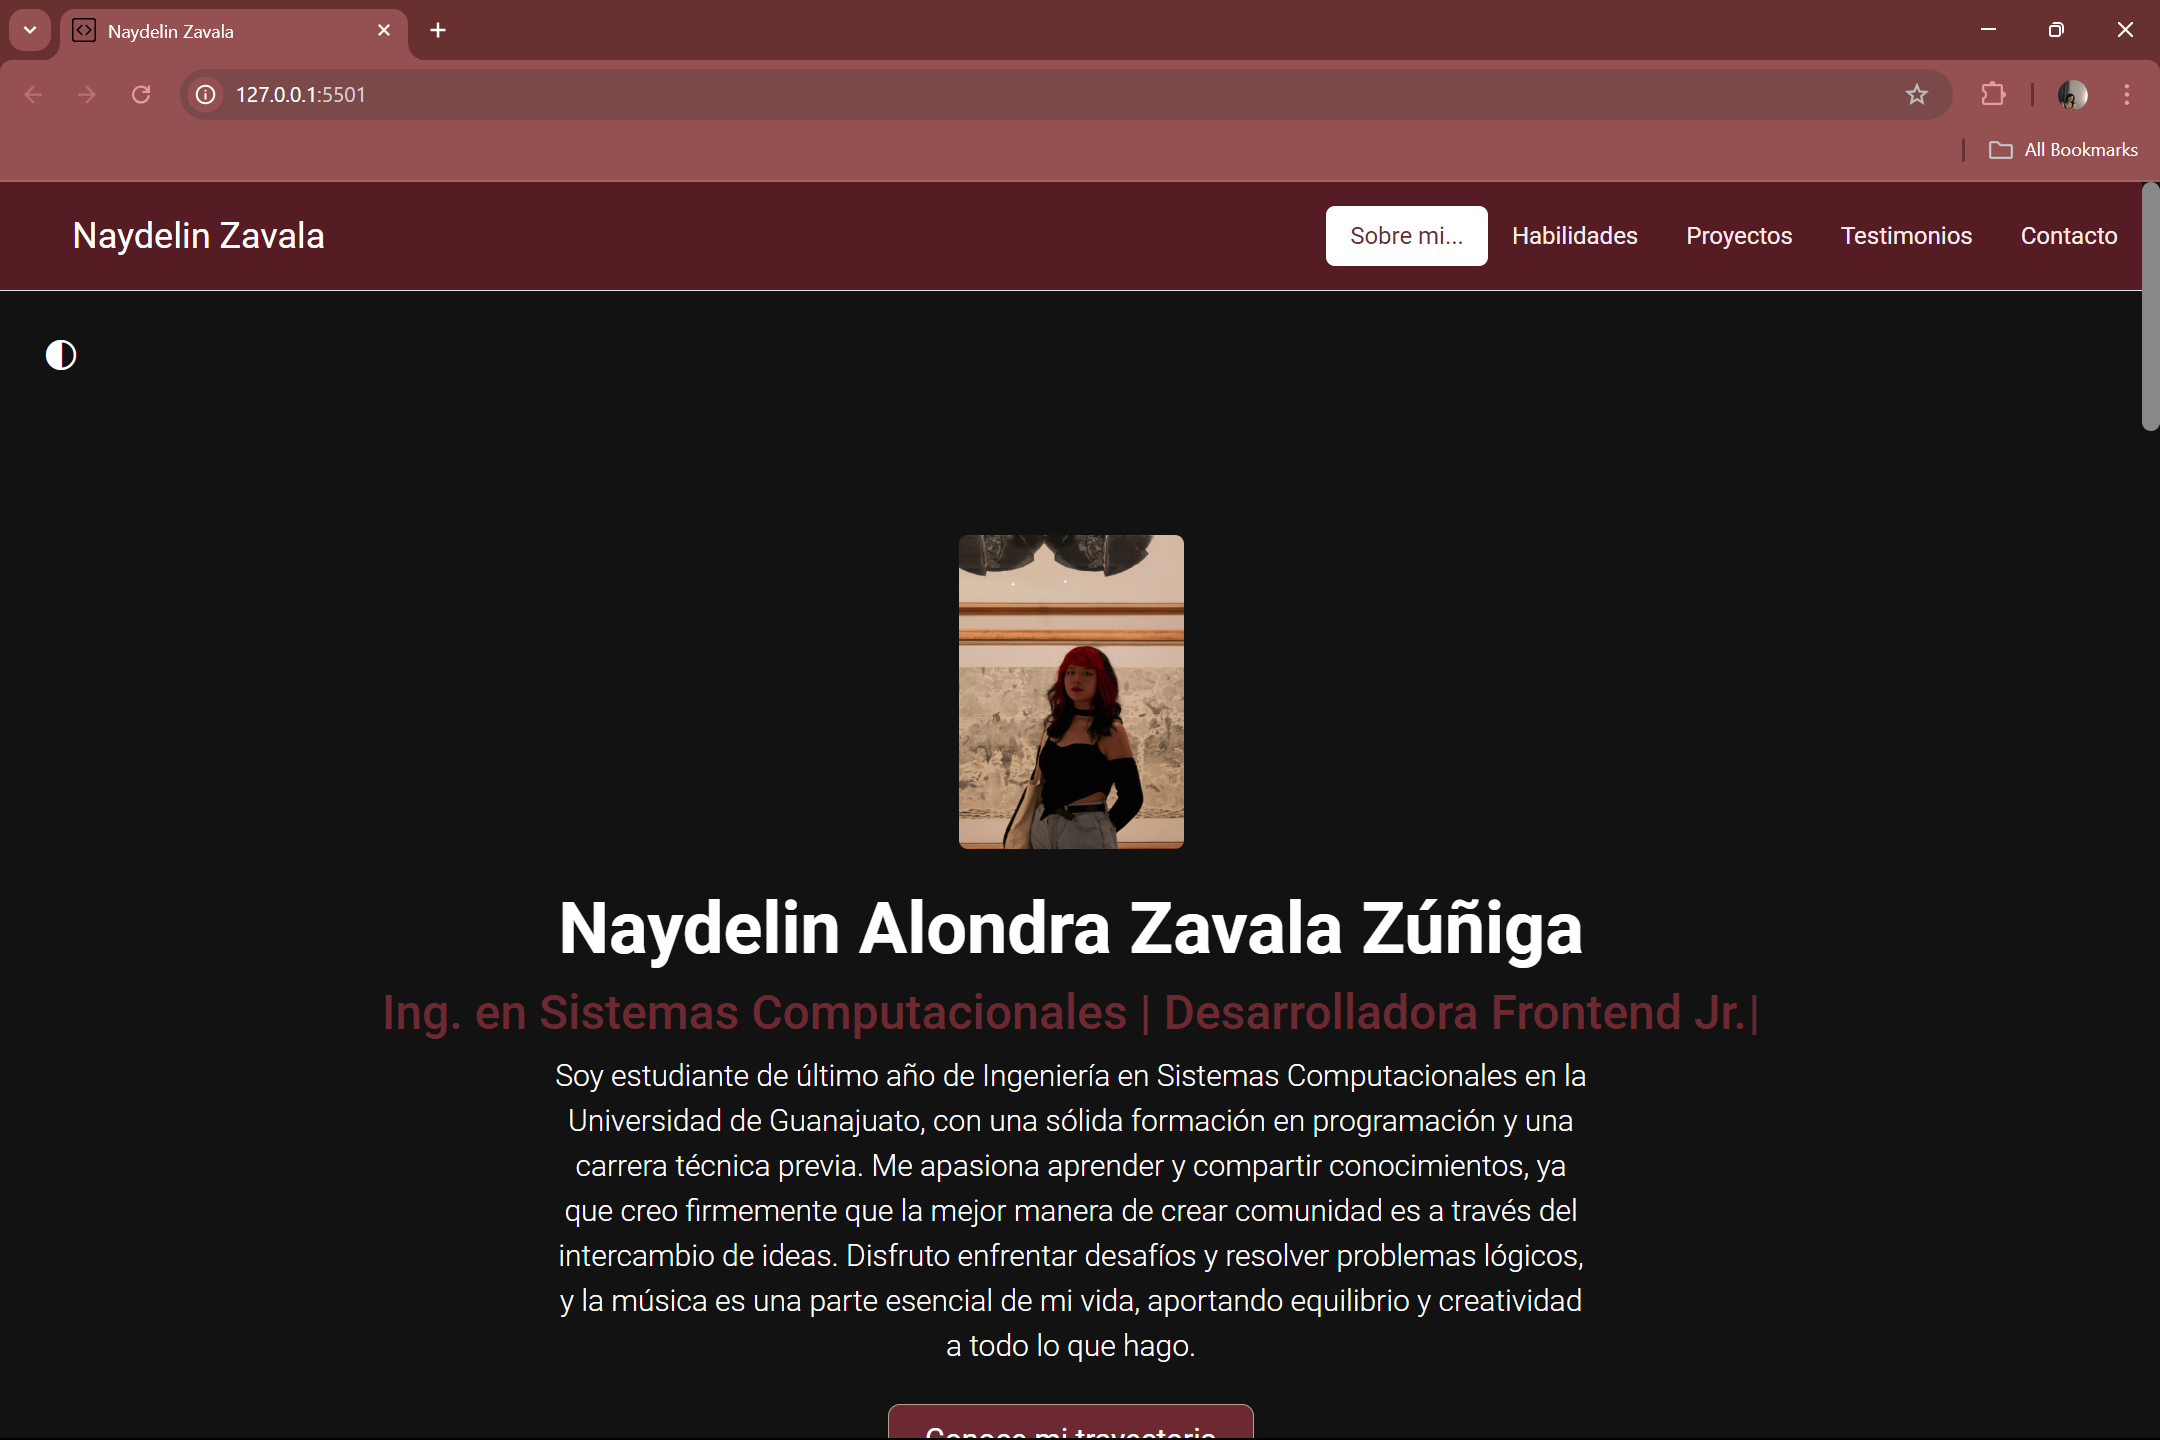 Naydelin Zavala
127.0.0.1:5501
All Bookmarks
Naydelin Zavala
Sobre mi...
Habilidades
Proyectos
Testimonios
Contacto
Naydelin Alondra Zavala Zúñiga
Ing. en Sistemas Computacionales | Desarrolladora Frontend Jr.|
Soy estudiante de último año de Ingeniería en Sistemas Computacionales en la
Universidad de Guanajuato, con una sólida formación en programación y una
carrera técnica previa. Me apasiona aprender y compartir conocimientos, ya
que creo firmemente que la mejor manera de crear comunidad es a través del
intercambio de ideas. Disfruto enfrentar desafíos y resolver problemas lógicos,
y la música es una parte esencial de mi vida, aportando equilibrio y creatividad
a todo lo que hago.
Conoce mi trayectoria